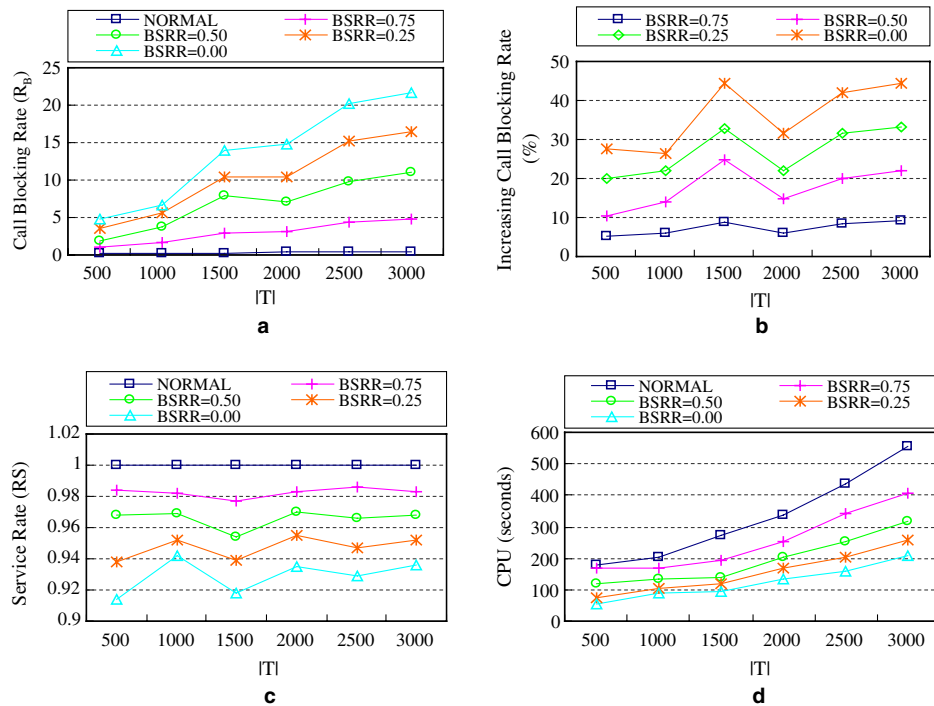 NORMAL BSRR=0.75
BSRR=0.50 BSRR=0.25
BSRR=0.00
Call Blocking Rate (R_B)
25
20
15
10
5
0
500 1000 1500 2000 2500 3000
|T|
a
BSRR=0.75 BSRR=0.50
BSRR=0.25 BSRR=0.00
Increasing Call Blocking Rate
(%)
50
40
30
20
10
0
500 1000 1500 2000 2500 3000
|T|
b
NORMAL BSRR=0.75
BSRR=0.50 BSRR=0.25
BSRR=0.00
Service Rate (RS)
1.02
1
0.98
0.96
0.94
0.92
0.9
500 1000 1500 2000 2500 3000
|T|
c
NORMAL BSRR=0.75
BSRR=0.50 BSRR=0.25
BSRR=0.00
CPU (seconds)
600
500
400
300
200
100
0
500 1000 1500 2000 2500 3000
|T|
d